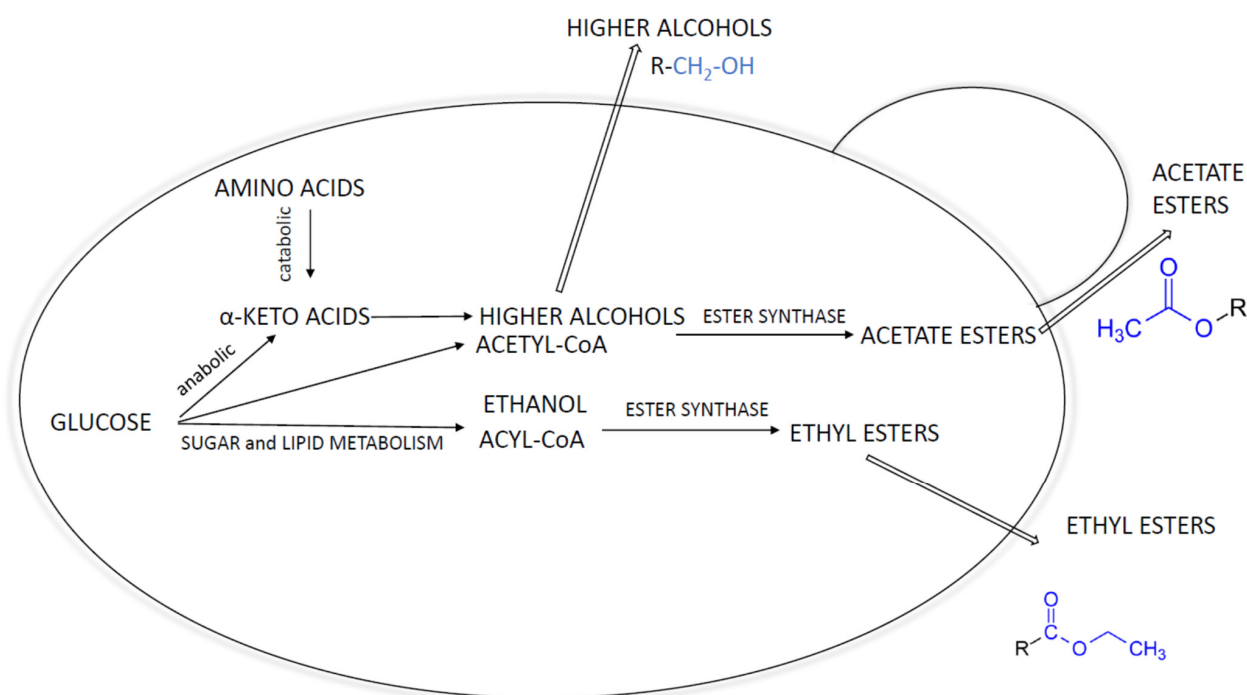 HIGHER ALCOHOLS
R-CH₂-OH
ACETATE
ESTERS
AMINO ACIDS
catabolic
O
H₃C
O
R
α-KETO ACIDS
HIGHER ALCOHOLS
ACETYL-CoA
ESTER SYNTHASE
ACETATE ESTERS
anabolic
GLUCOSE
SUGAR and LIPID METABOLISM
ETHANOL
ACYL-CoA
ESTER SYNTHASE
ETHYL ESTERS
ETHYL ESTERS
O
C
R
O
CH₃